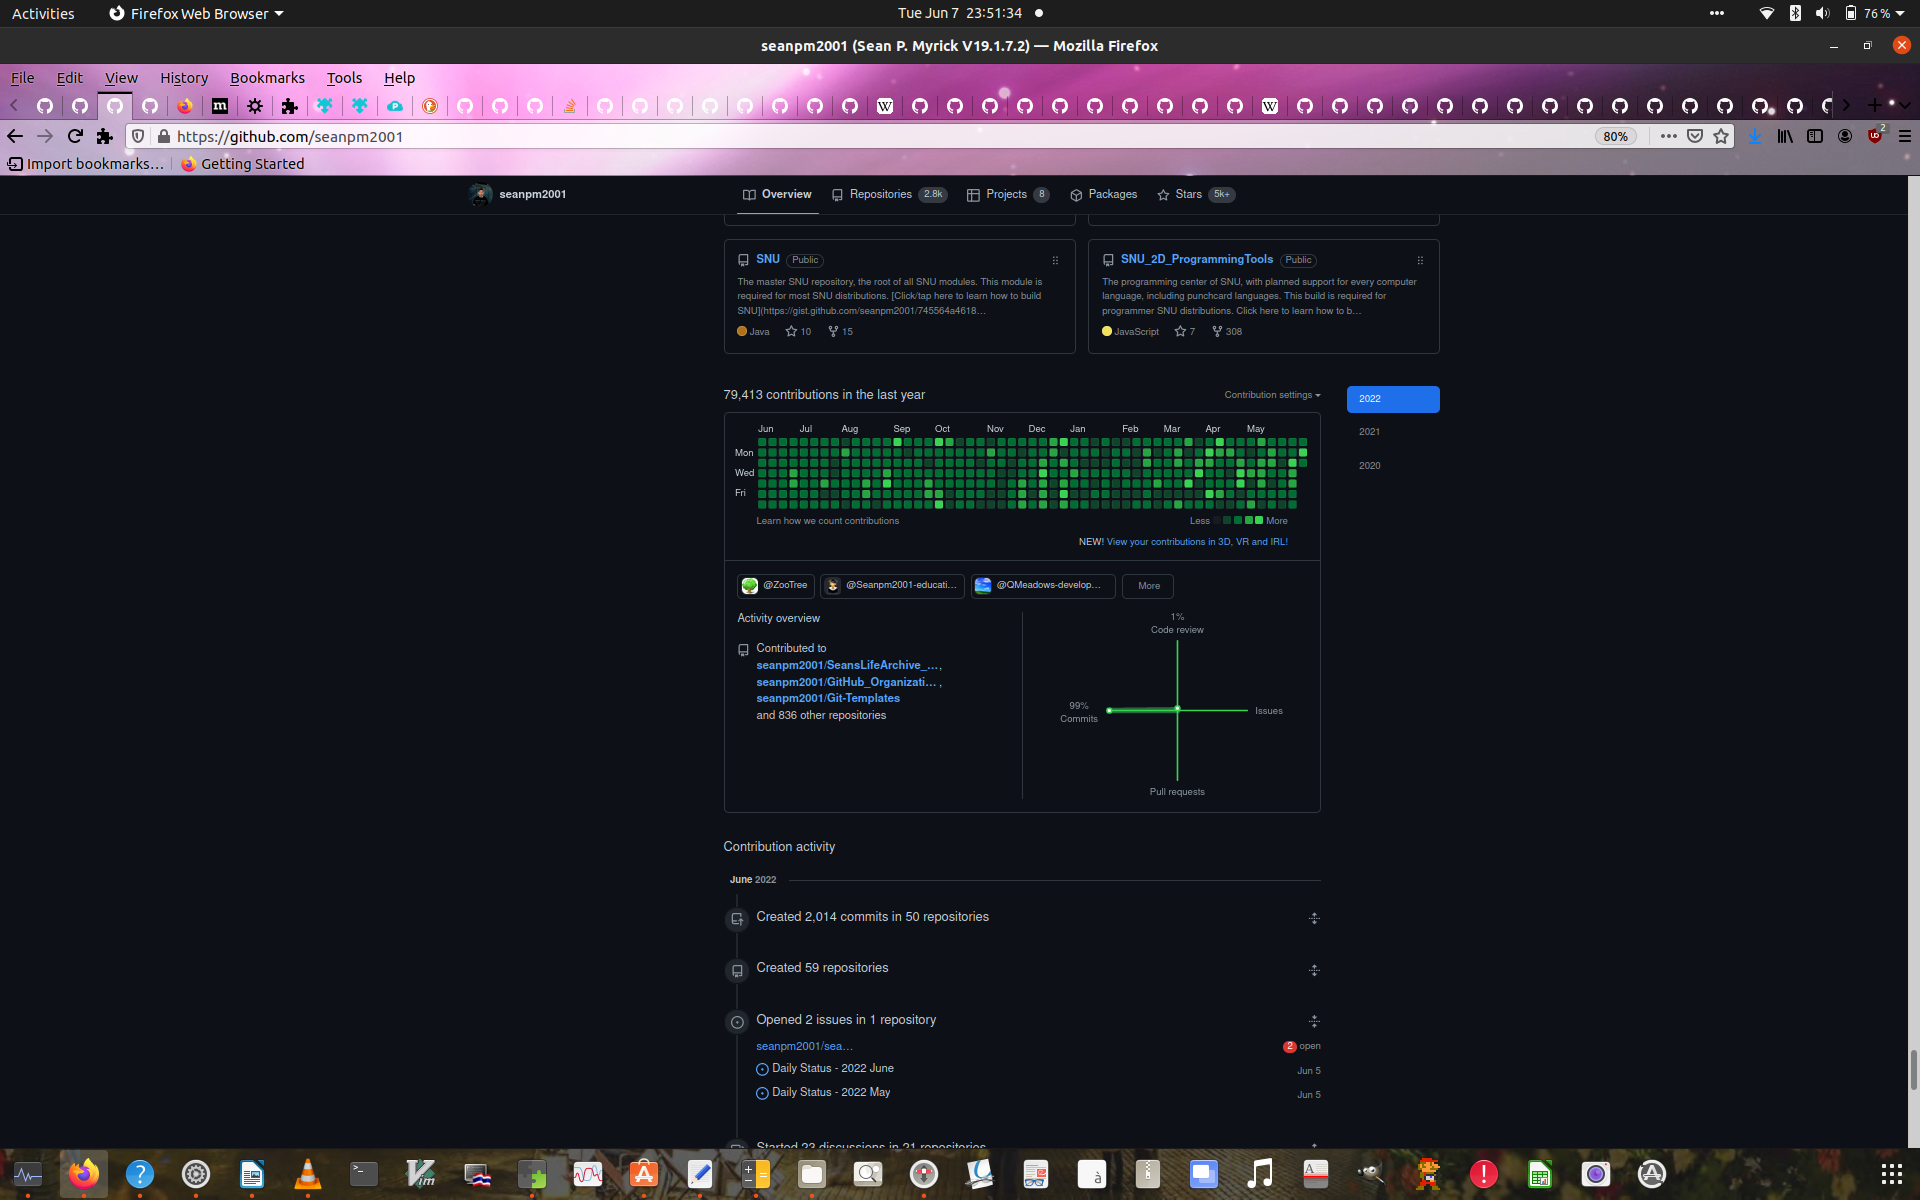 Activities
Firefox Web Browser
Tue Jun 7 23:51:34
76 %
seanpm2001 (Sean P. Myrick V19.1.7.2) — Mozilla Firefox
File Edit View History Bookmarks Tools Help
https://github.com/seanpm2001
80%
2
Import bookmarks…
Getting Started
seanpm2001
Overview
Repositories 2.8k
Projects 8
Packages
Stars 5k+
SNU Public
The master SNU repository, the root of all SNU modules. This module is
required for most SNU distributions. [Click/tap here to learn how to build
SNU](https://gist.github.com/seanpm2001/745564a4618…
Java 10 15
SNU_2D_ProgrammingTools Public
The programming center of SNU, with planned support for every computer
language, including punchcard languages. This build is required for
programmer SNU distributions. Click here to learn how to b…
JavaScript 7 308
79,413 contributions in the last year
Contribution settings
2022
2021
2020
Jun Jul Aug Sep Oct Nov Dec Jan Feb Mar Apr May
Mon
Wed
Fri
Learn how we count contributions
Less More
NEW! View your contributions in 3D, VR and IRL!
@ZooTree
@Seanpm2001-educati…
@QMeadows-develop…
More
Activity overview
Contributed to
seanpm2001/SeansLifeArchive_…,
seanpm2001/GitHub_Organizati… ,
seanpm2001/Git-Templates
and 836 other repositories
1%
Code review
99%
Commits
Issues
Pull requests
Contribution activity
June 2022
Created 2,014 commits in 50 repositories
Created 59 repositories
Opened 2 issues in 1 repository
seanpm2001/sea…
2 open
Daily Status - 2022 June
Jun 5
Daily Status - 2022 May
Jun 5
Started 23 discussions in 21 repositories